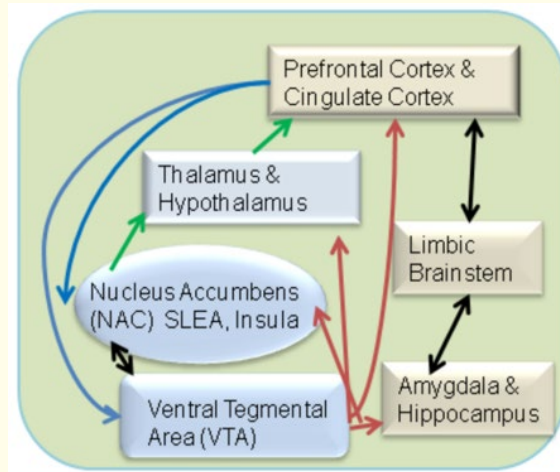 Prefrontal Cortex &
Cingulate Cortex
Thalamus &
Hypothalamus
Limbic
Brainstem
Nucleus Accumbens
(NAC) SLEA, Insula
Amygdala &
Hippocampus
Ventral Tegmental
Area (VTA)